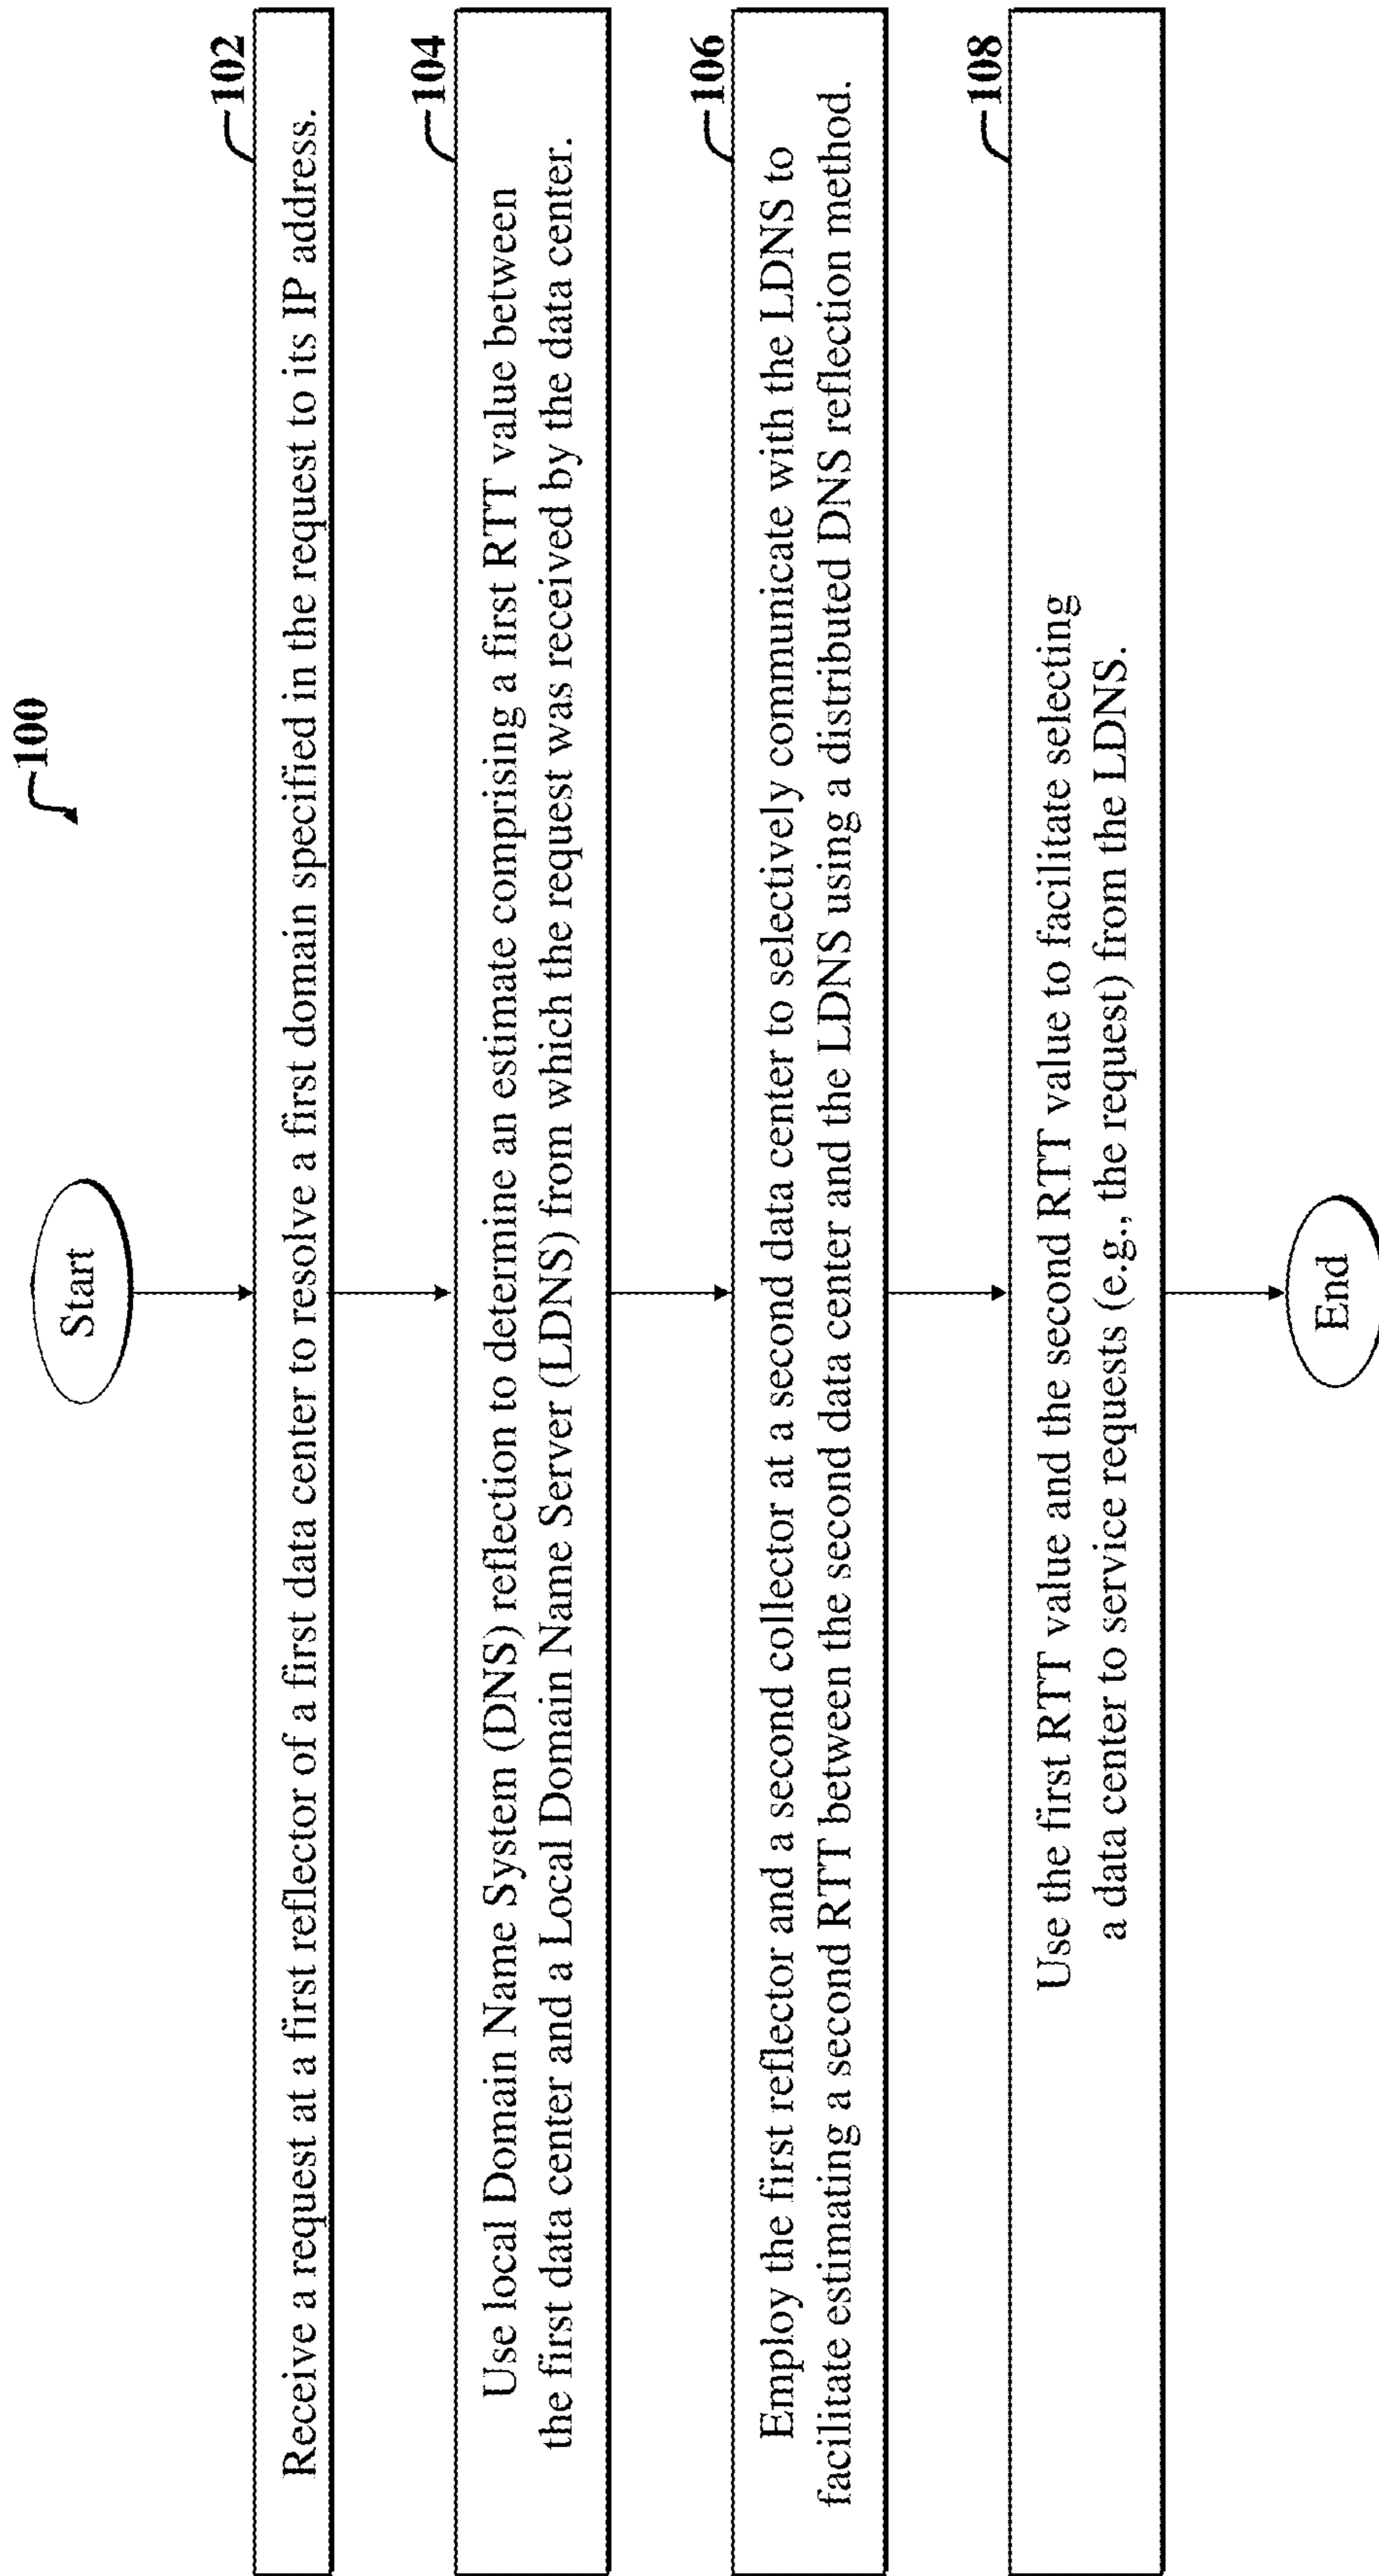 100
Start
102
Receive a request at a first reflector of a first data center to resolve a first domain specified in the request to its IP address.
104
Use local Domain Name System (DNS) reflection to determine an estimate comprising a first RTT value between
the first data center and a Local Domain Name Server (LDNS) from which the request was received by the data center.
106
Employ the first reflector and a second collector at a second data center to selectively communicate with the LDNS to
facilitate estimating a second RTT between the second data center and the LDNS using a distributed DNS reflection method.
108
Use the first RTT value and the second RTT value to facilitate selecting
a data center to service requests (e.g., the request) from the LDNS.
End